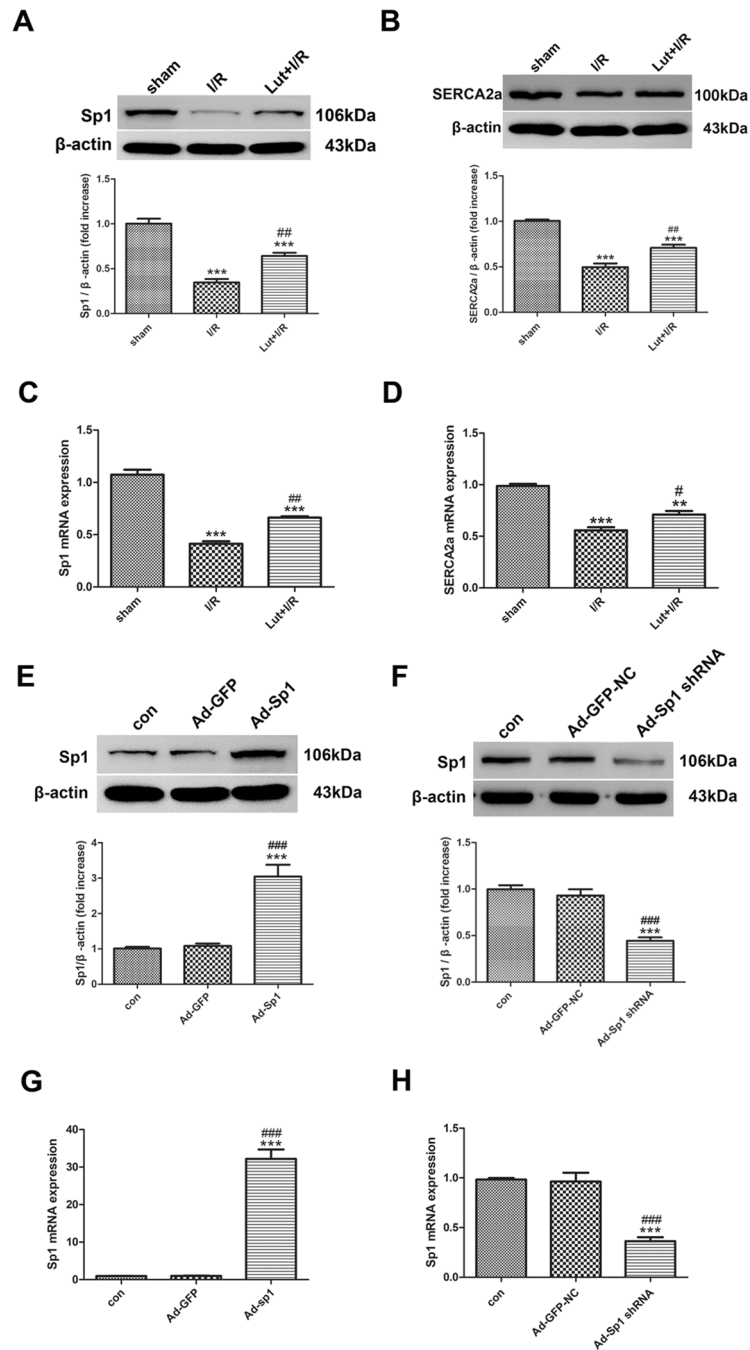 A
sham
I/R
Lut+I/R
Sp1
106kDa
β-actin
43kDa
Sp1 / β -actin (fold increase)
1.5
1.0
0.5
0.0
##
***
***
sham
I/R
Lut+I/R
B
sham
I/R
Lut+I/R
SERCA2a
100kDa
β-actin
43kDa
SERCA2a / β -actin (fold increase)
1.5
1.0
0.5
0.0
##
***
***
sham
I/R
Lut+I/R
C
Sp1 mRNA expression
1.5
1.0
0.5
0.0
##
***
***
sham
I/R
Lut+I/R
D
SERCA2a mRNA expression
1.5
1.0
0.5
0.0
#
**
***
sham
I/R
Lut+I/R
E
con
Ad-GFP
Ad-Sp1
Sp1
106kDa
β-actin
43kDa
Sp1/β -actin (fold increase)
4
3
2
1
0
###
***
con
Ad-GFP
Ad-Sp1
F
con
Ad-GFP-NC
Ad-Sp1 shRNA
Sp1
106kDa
β-actin
43kDa
Sp1 / β -actin (fold increase)
1.5
1.0
0.5
0.0
###
***
con
Ad-GFP-NC
Ad-Sp1 shRNA
G
Sp1 mRNA expression
40
30
20
10
0
###
***
con
Ad-GFP
Ad-sp1
H
Sp1 mRNA expression
1.5
1.0
0.5
0.0
###
***
con
Ad-GFP-NC
Ad-Sp1 shRNA